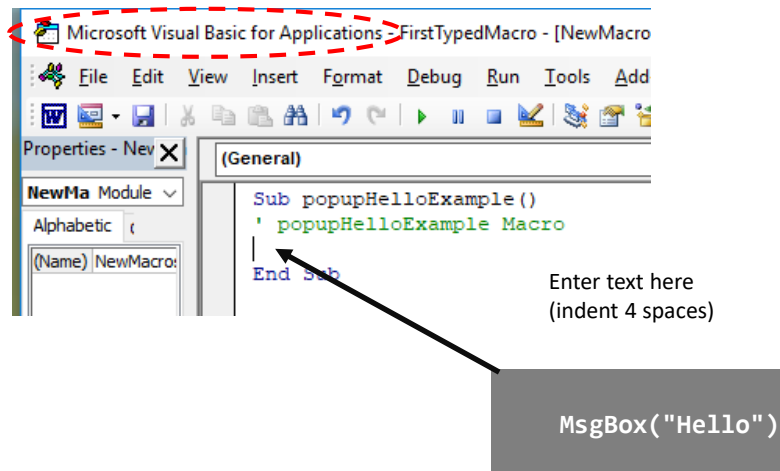 Microsoft Visual Basic for Applications - FirstTypedMacro - [NewMacro
File Edit View Insert Format Debug Run Tools Add
Properties - New
(General)
NewMa Module
Alphabetic
(Name) NewMacros
Sub popupHelloExample()
' popupHelloExample Macro
End Sub
Enter text here
(indent 4 spaces)
MsgBox("Hello")